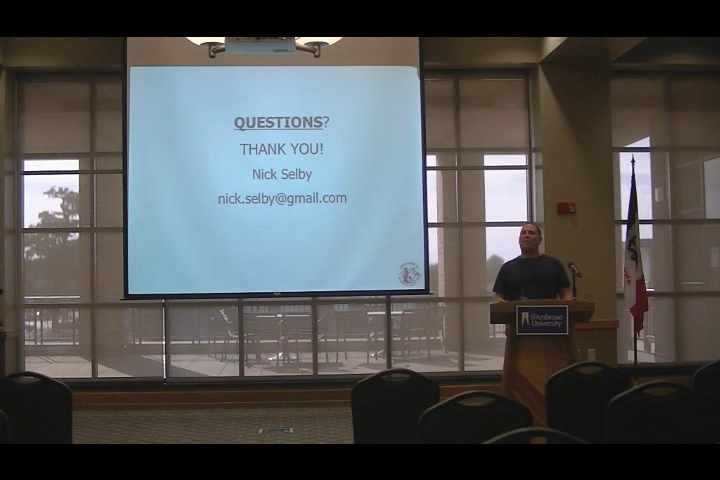 QUESTIONS?
THANK YOU!
Nick Selby
nick.selby@gmail.com
St.Ambrose
University